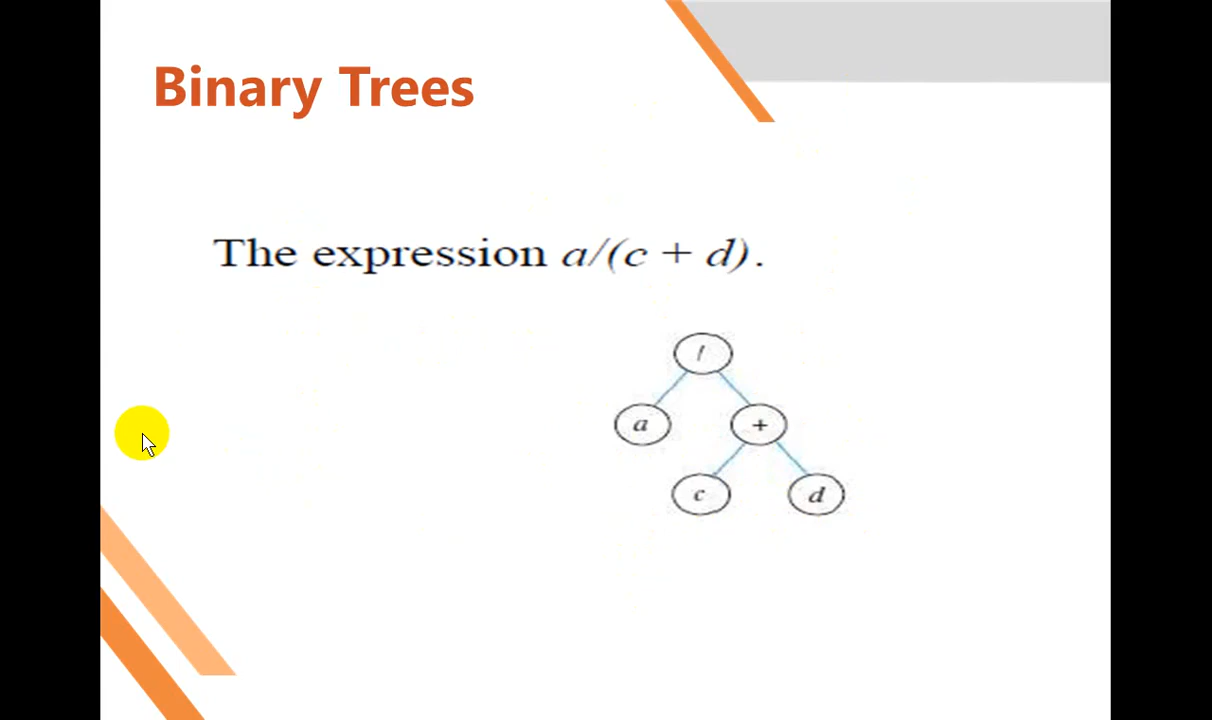 Binary Trees
The expression a/(c + d).
/
a +
c d